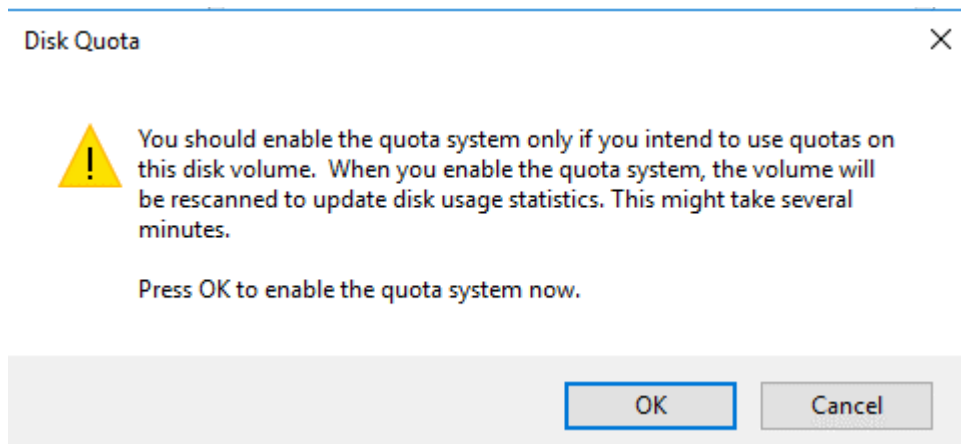 Disk Quota
You should enable the quota system only if you intend to use quotas on
this disk volume.  When you enable the quota system, the volume will
be rescanned to update disk usage statistics. This might take several
minutes.
Press OK to enable the quota system now.
OK
Cancel